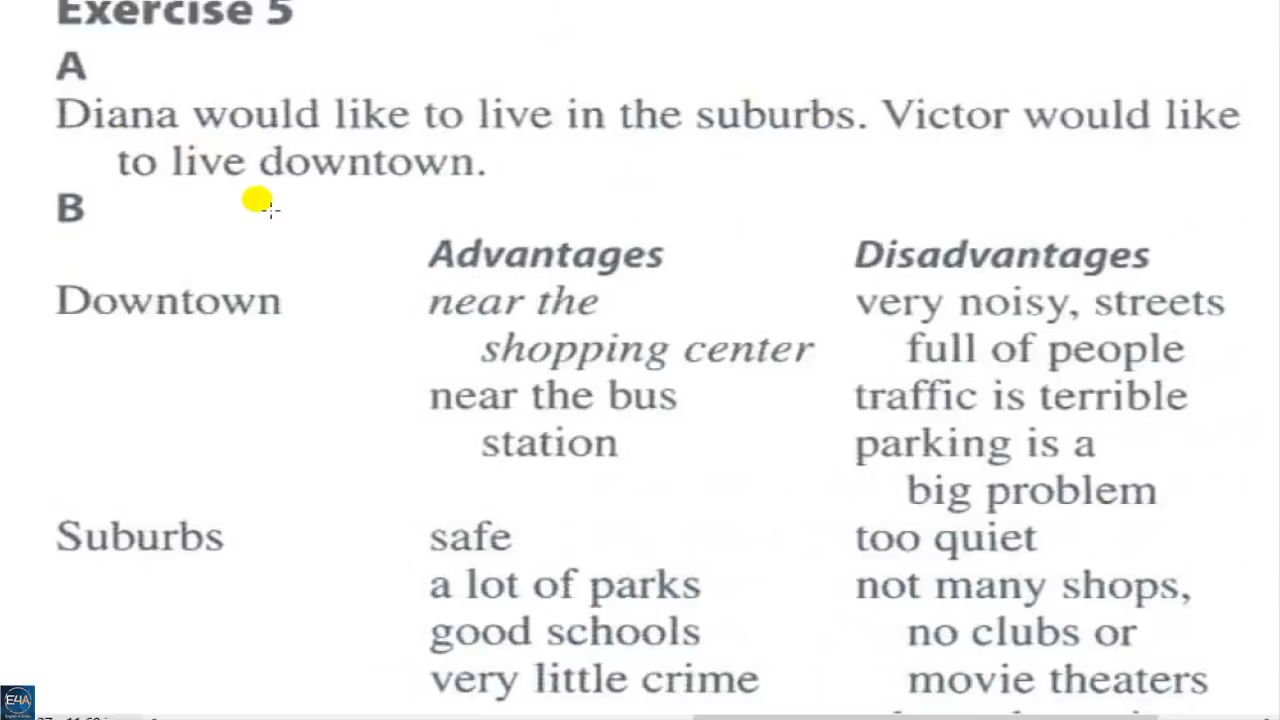 Exercise 5
A
Diana would like to live in the suburbs. Victor would like
to live downtown.
B
Advantages Disadvantages
Downtown near the very noisy, streets
shopping center full of people
near the bus traffic is terrible
station parking is a
big problem
Suburbs safe too quiet
a lot of parks not many shops,
good schools no clubs or
very little crime movie theaters
E4A